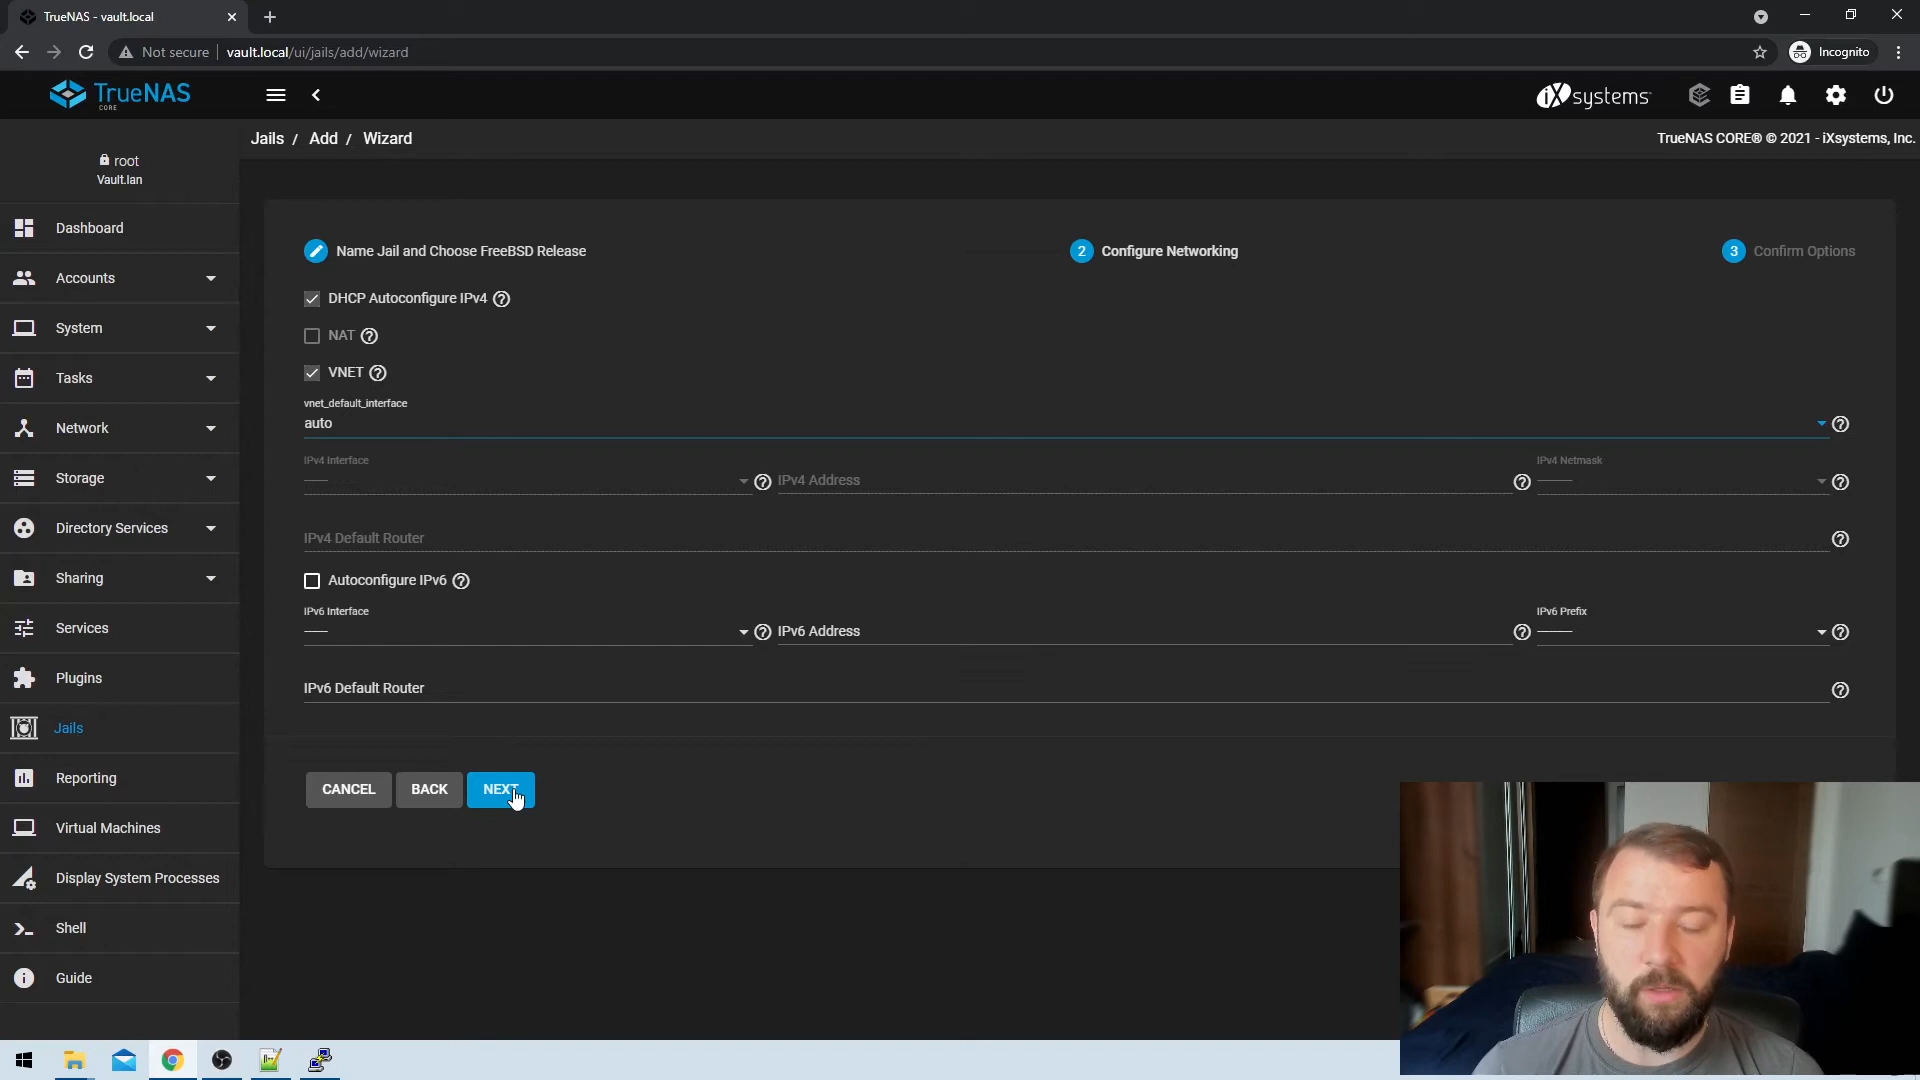 TrueNAS - vault.local
Not secure
vault.local/ui/jails/add/wizard
Incognito
TrueNAS
CORE
iXsystems
Jails / Add / Wizard
TrueNAS CORE® © 2021 - iXsystems, Inc.
root
Vault.lan
Dashboard
Accounts
System
Tasks
Network
Storage
Directory Services
Sharing
Services
Plugins
Jails
Reporting
Virtual Machines
Display System Processes
Shell
Guide
Name Jail and Choose FreeBSD Release
2 Configure Networking
3 Confirm Options
DHCP Autoconfigure IPv4
NAT
VNET
vnet_default_interface
auto
IPv4 Interface
IPv4 Address
IPv4 Netmask
IPv4 Default Router
Autoconfigure IPv6
IPv6 Interface
IPv6 Address
IPv6 Prefix
IPv6 Default Router
CANCEL
BACK
NEXT